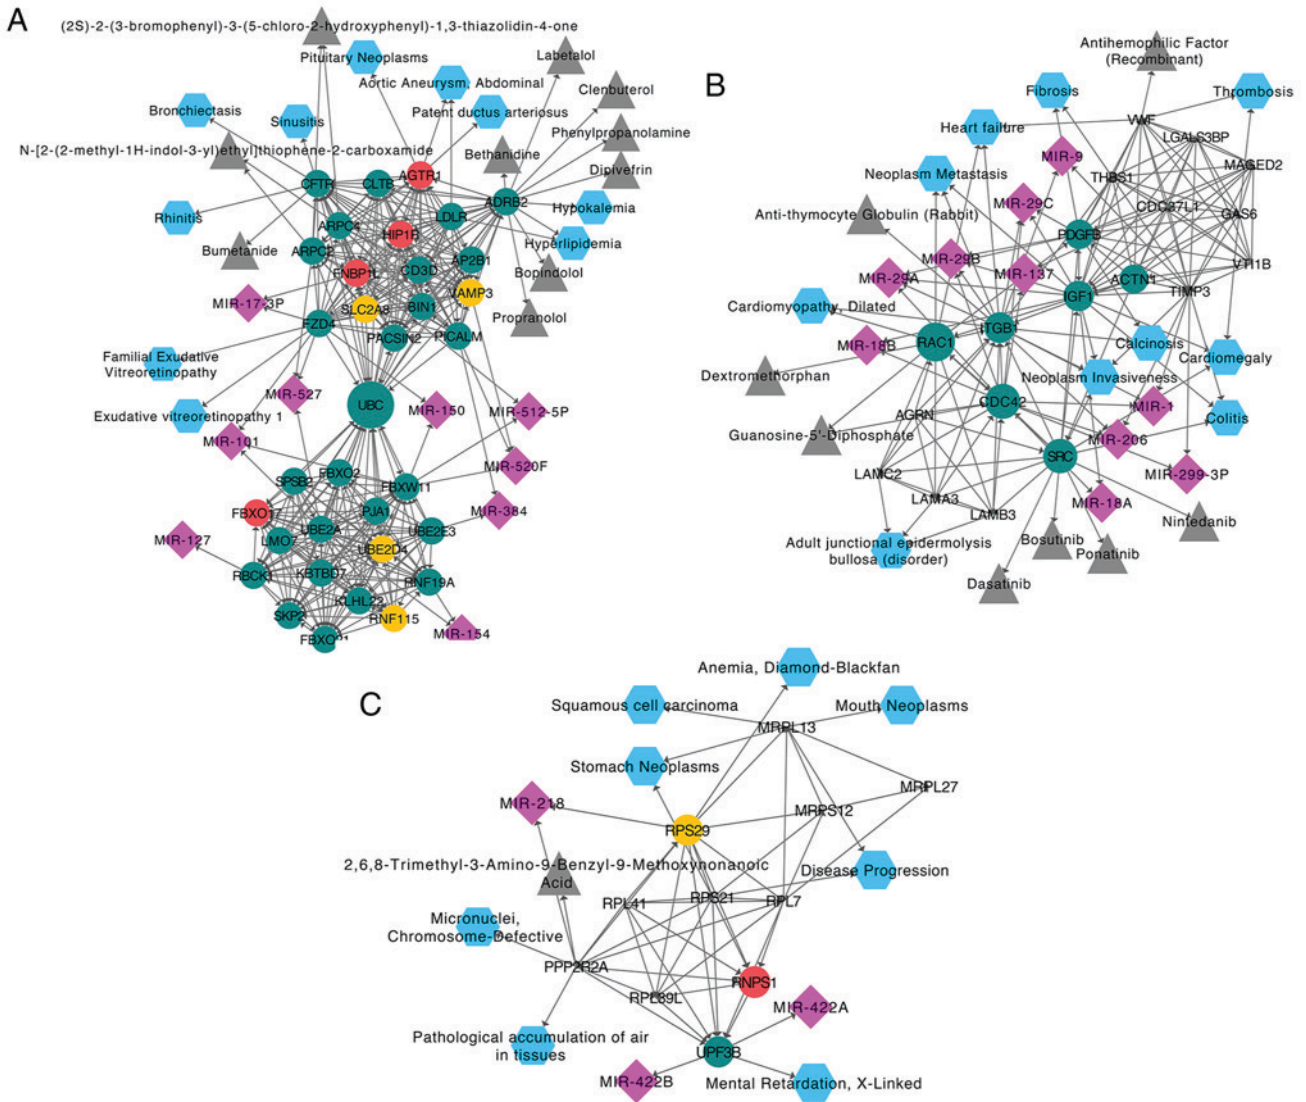 A
(2S)-2-(3-bromophenyl)-3-(5-chloro-2-hydroxyphenyl)-1,3-thiazolidin-4-one
Pituitary Neoplasms
Labetalol
Aortic Aneurysm, Abdominal
Clenbuterol
Bronchiectasis
Patent ductus arteriosus
Sinusitis
Phenylpropanolamine
N-[2-(2-methyl-1H-indol-3-yl)ethyl]thiophene-2-carboxamide
Bethanidine
Dipivefrin
CFTR
CLTB
AGTR1
ADRB2
Hypokalemia
Rhinitis
ARPC4
LDLR
HIP1R
Hyperlipidemia
Bumetanide
ARPC2
FNBP1L
CD3D
AP2B1
Bopindolol
MIR-17-3P
SLC2A8
BIN1
VAMP3
Propranolol
FZD4
PACSIN2
PICALM
Familial Exudative
Vitreoretinopathy
MIR-527
UBC
MIR-150
MIR-512-5P
Exudative vitreoretinopathy 1
MIR-101
SPSB2
FBXO2
FBXW11
MIR-520F
FBXO17
PJA1
MIR-384
UBE2A
UBE2E3
MIR-127
LMO7
UBE2D4
RBCK1
KBTBD7
RNF19A
SKP2
KLHL22
RNF115
MIR-154
B
Antihemophilic Factor
(Recombinant)
Fibrosis
Thrombosis
Heart failure
VWF
LGALS3BP
MIR-9
MAGED2
Neoplasm Metastasis
THBS1
MIR-29C
CDC37L1
GAS6
Anti-thymocyte Globulin (Rabbit)
PDGFB
MIR-29B
VTI1B
MIR-29A
MIR-137
ACTN1
IGF1
TIMP3
Cardiomyopathy, Dilated
ITGB1
MIR-18B
RAC1
Calcinosis
Cardiomegaly
Dextromethorphan
Neoplasm Invasiveness
CDC42
MIR-1
AGRN
Colitis
Guanosine-5'-Diphosphate
MIR-206
SRC
LAMC2
MIR-299-3P
LAMA3
MIR-18A
LAMB3
Nintedanib
Adult junctional epidermolysis
bullosa (disorder)
Bosutinib
Ponatinib
Dasatinib
C
Anemia, Diamond-Blackfan
Squamous cell carcinoma
Mouth Neoplasms
MRPL13
Stomach Neoplasms
MRPL27
MIR-218
MRPS12
RPS29
2,6,8-Trimethyl-3-Amino-9-Benzyl-9-Methoxynonanoic
Acid
Disease Progression
RPL41
RPS21
RPL7
Micronuclei,
Chromosome-Defective
PPP2R2A
RNPS1
RPL39L
MIR-422A
Pathological accumulation of air
in tissues
UPF3B
MIR-422B
Mental Retardation, X-Linked